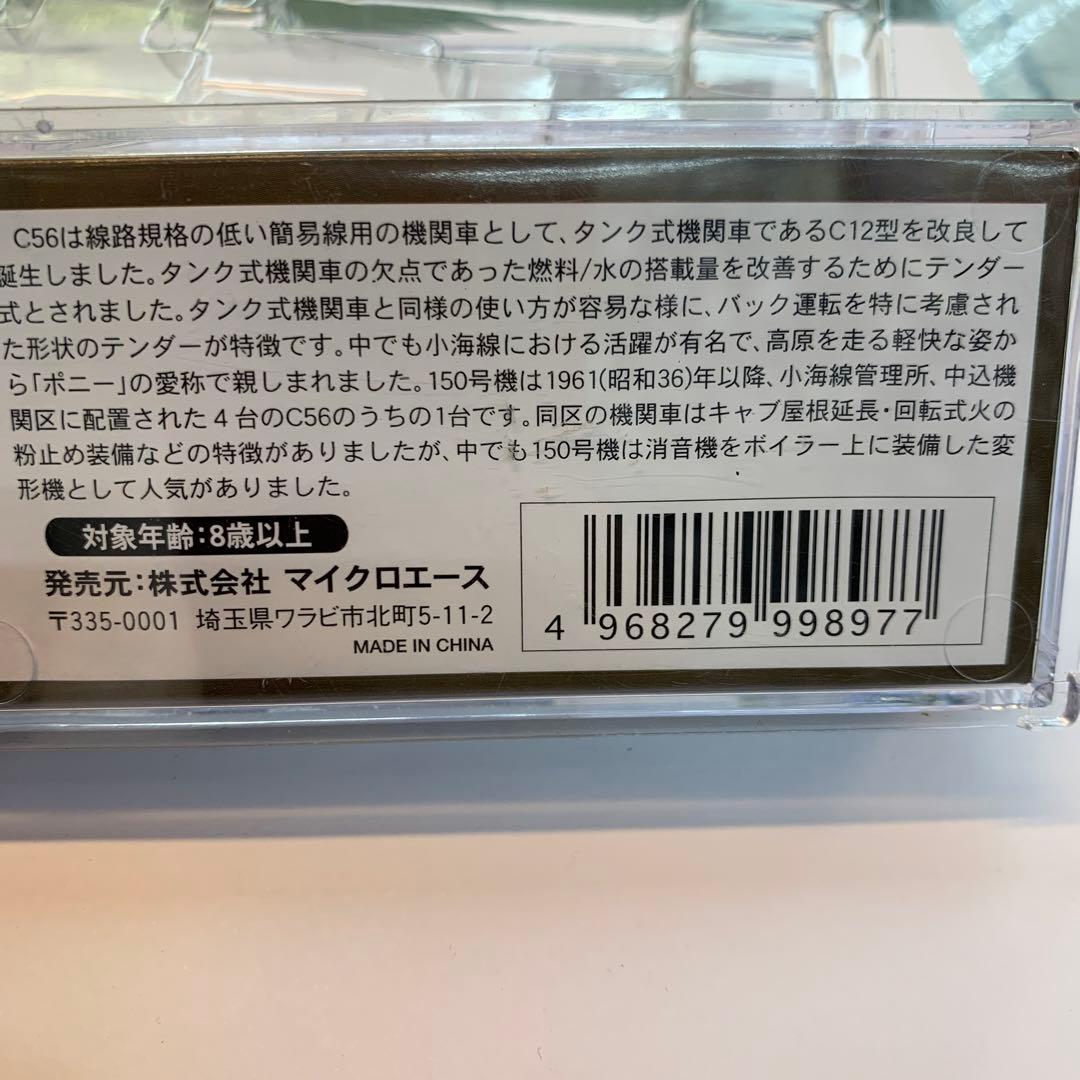 C56は線路規格の低い簡易線用の機関車として、タンク式機関車であるC12型を改良して
誕生しました。タンク式機関車の欠点であった燃料/水の搭載量を改善するためにテンダー
式とされました。タンク式機関車と同様の使い方が容易な様に、バック運転を特に考慮され
た形状のテンダーが特徴です。中でも小海線における活躍が有名で、高原を走る軽快な姿か
ら「ポニー」の愛称で親しまれました。150号機は1961(昭和36)年以降、小海線管理所、中込機
関区に配置された4台のC56のうちの1台です。同区の機関車はキャブ屋根延長・回転式火の
粉止め装備などの特徴がありましたが、中でも150号機は消音機をボイラー上に装備した変
形機として人気がありました。
対象年齢:8歳以上
発売元:株式会社 マイクロエース
〒335-0001 埼玉県ワラビ市北町5-11-2
MADE IN CHINA
4 968279 998977